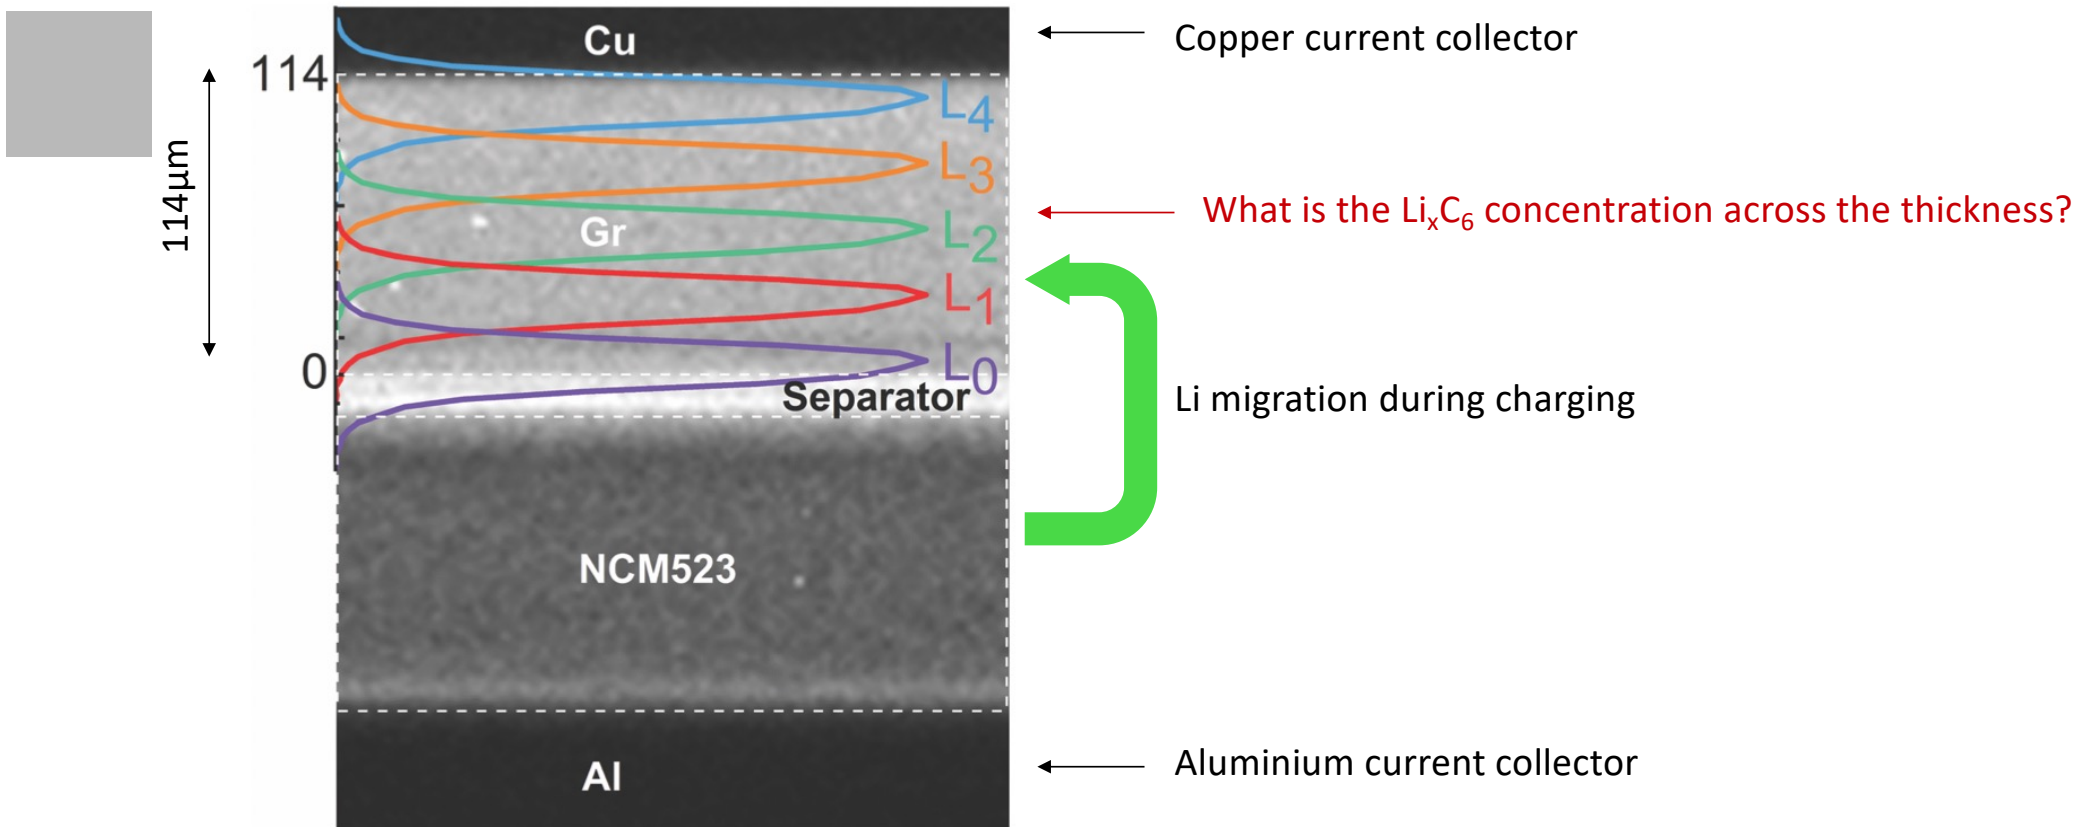 Cu
Copper current collector
114
L4
114μm
L3
What is the LixC6 concentration across the thickness?
Gr
L2
L1
0
L0
Separator
Li migration during charging
NCM523
Al
Aluminium current collector